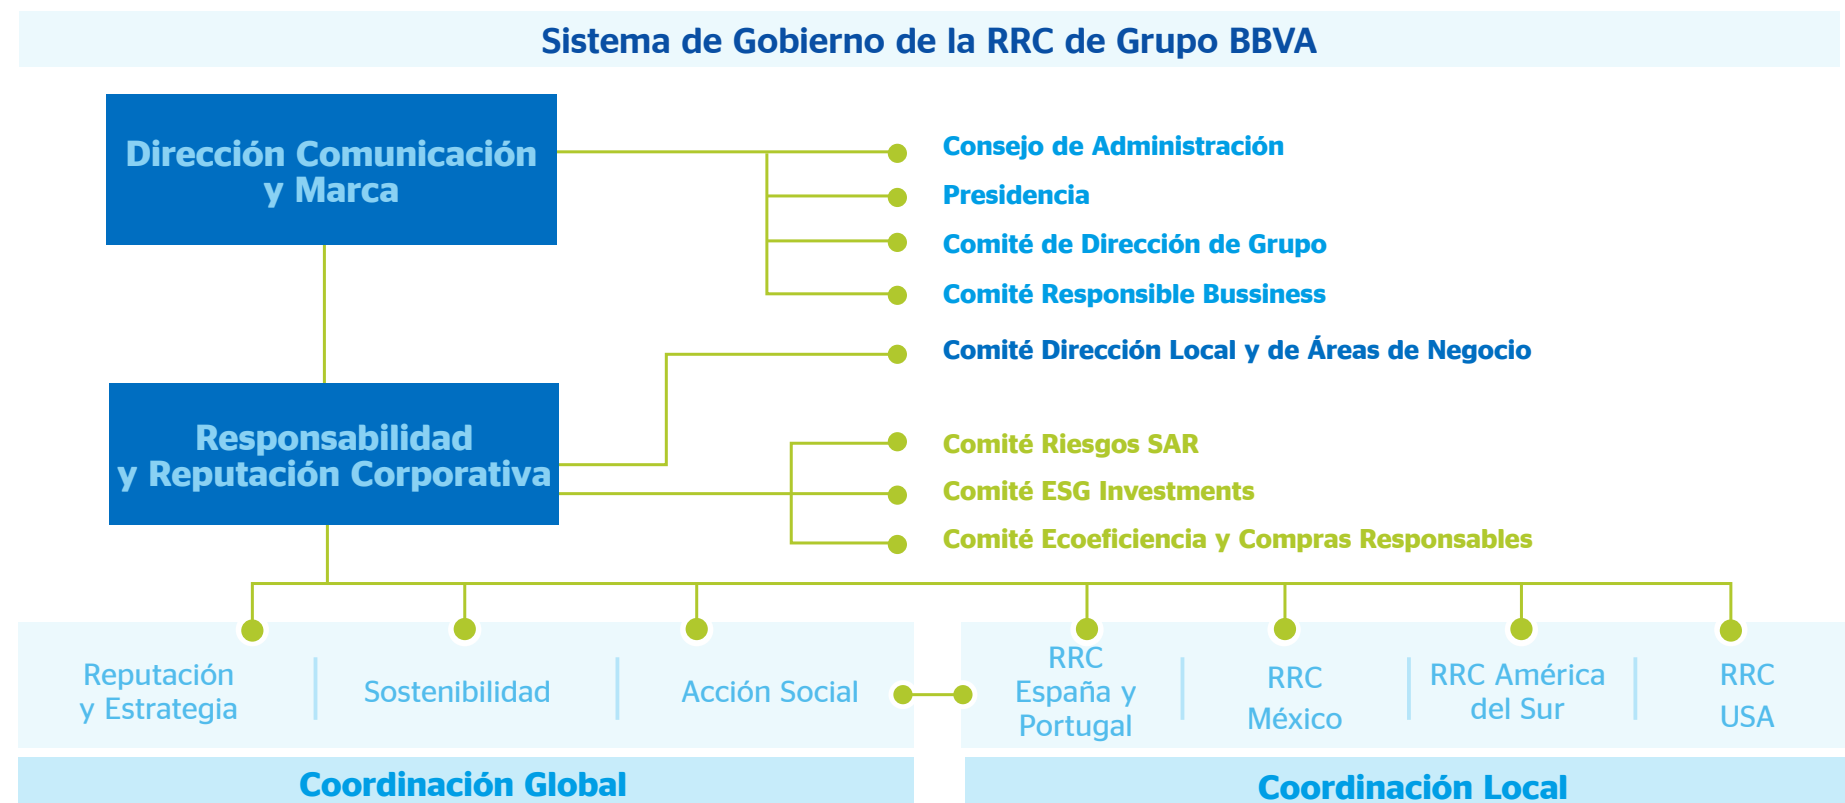 Sistema de Gobierno de la RRC de Grupo BBVA
Dirección Comunicación
y Marca
Consejo de Administración
Presidencia
Comité de Dirección de Grupo
Comité Responsible Bussiness
Comité Dirección Local y de Áreas de Negocio
Responsabilidad
y Reputación Corporativa
Comité Riesgos SAR
Comité ESG Investments
Comité Ecoeficiencia y Compras Responsables
Reputación
y Estrategia
Sostenibilidad
Acción Social
RRC
España y
Portugal
RRC
México
RRC América
del Sur
RRC
USA
Coordinación Global
Coordinación Local